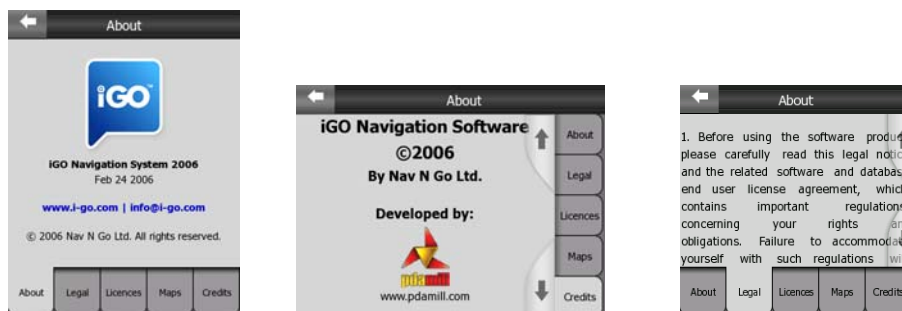 About
iGO
iGO Navigation System 2006
Feb 24 2006
www.i-go.com | info@i-go.com
© 2006 Nav N Go Ltd. All rights reserved.
About Legal Licences Maps Credits
About
iGO Navigation Software
©2006
By Nav N Go Ltd.
Developed by:
pdamill
www.pdamill.com
About
Legal
Licences
Maps
Credits
About
1. Before using the software
please carefully read this legal
and the related software and
end user license agreement,
contains important regulations
concerning your rights
obligations. Failure to
yourself with such regulations
About Legal Licences Maps Credits